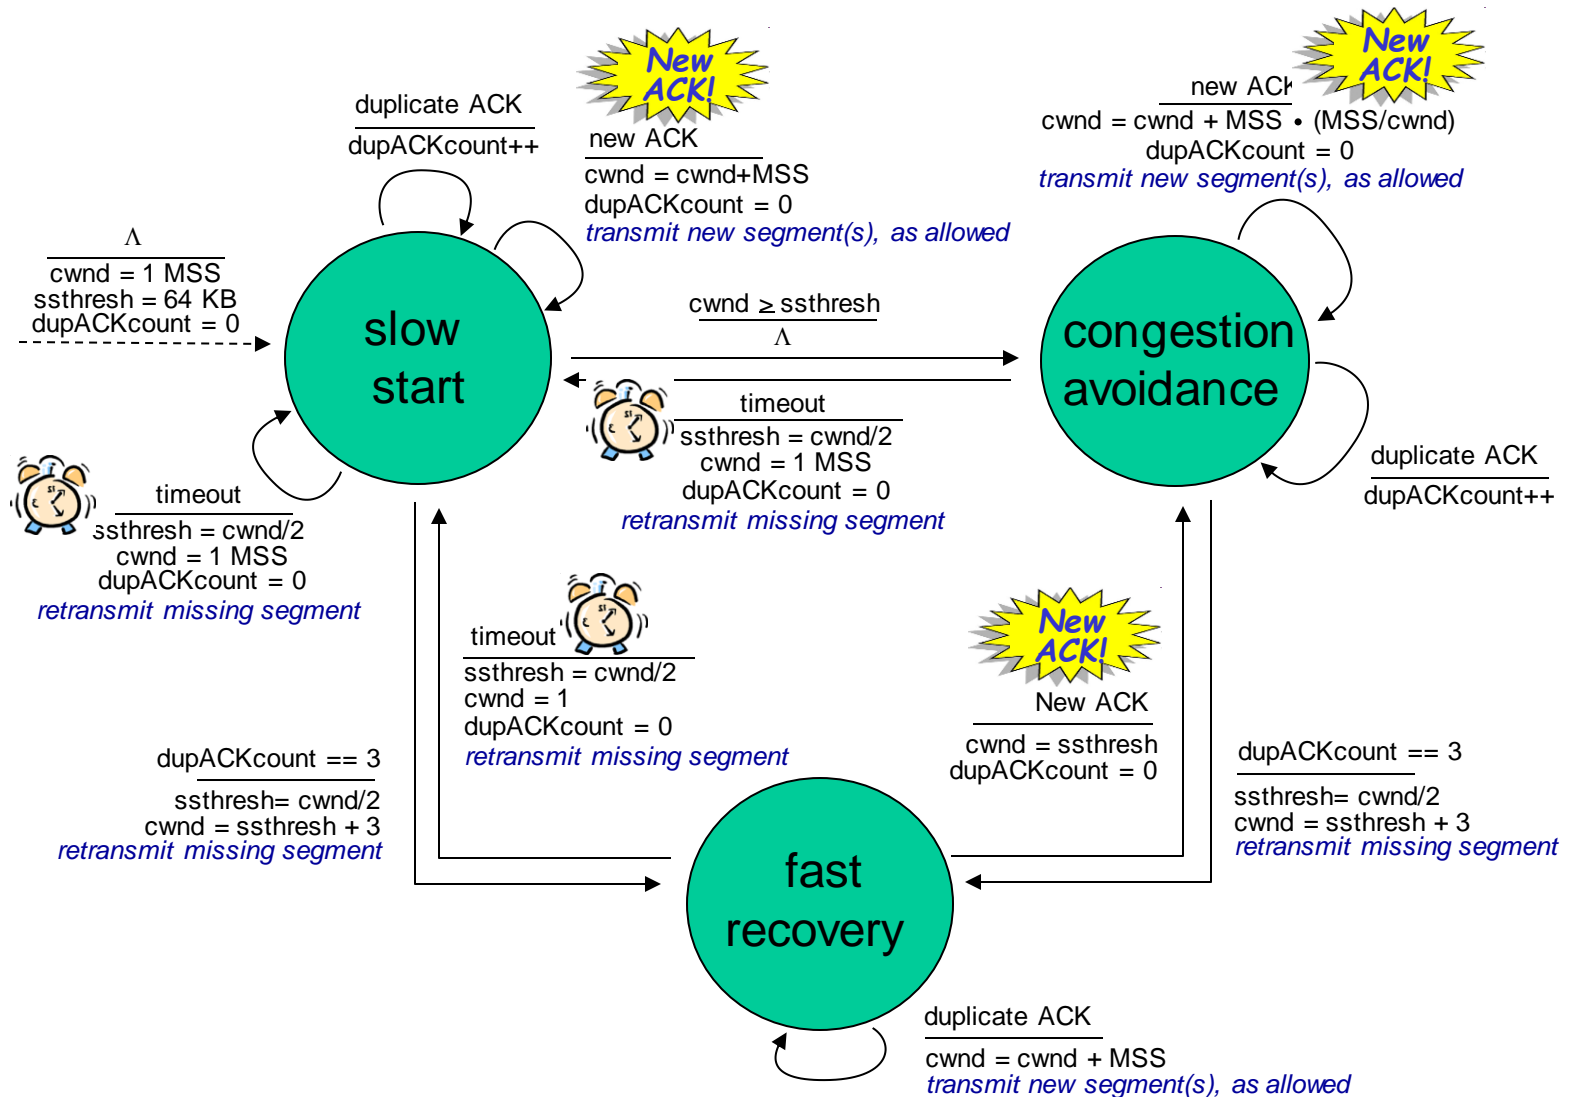 New
ACK!
duplicate ACK
dupACKcount++
new ACK
cwnd = cwnd+MSS
dupACKcount = 0
transmit new segment(s), as allowed
New
ACK!
new ACK
cwnd = cwnd + MSS • (MSS/cwnd)
dupACKcount = 0
transmit new segment(s), as allowed
Λ
cwnd = 1 MSS
ssthresh = 64 KB
dupACKcount = 0
slow
start
cwnd ≥ ssthresh
Λ
congestion
avoidance
timeout
ssthresh = cwnd/2
cwnd = 1 MSS
dupACKcount = 0
retransmit missing segment
duplicate ACK
dupACKcount++
timeout
ssthresh = cwnd/2
cwnd = 1 MSS
dupACKcount = 0
retransmit missing segment
timeout
ssthresh = cwnd/2
cwnd = 1
dupACKcount = 0
retransmit missing segment
New
ACK!
New ACK
cwnd = ssthresh
dupACKcount = 0
dupACKcount == 3
ssthresh= cwnd/2
cwnd = ssthresh + 3
retransmit missing segment
dupACKcount == 3
ssthresh= cwnd/2
cwnd = ssthresh + 3
retransmit missing segment
fast
recovery
duplicate ACK
cwnd = cwnd + MSS
transmit new segment(s), as allowed